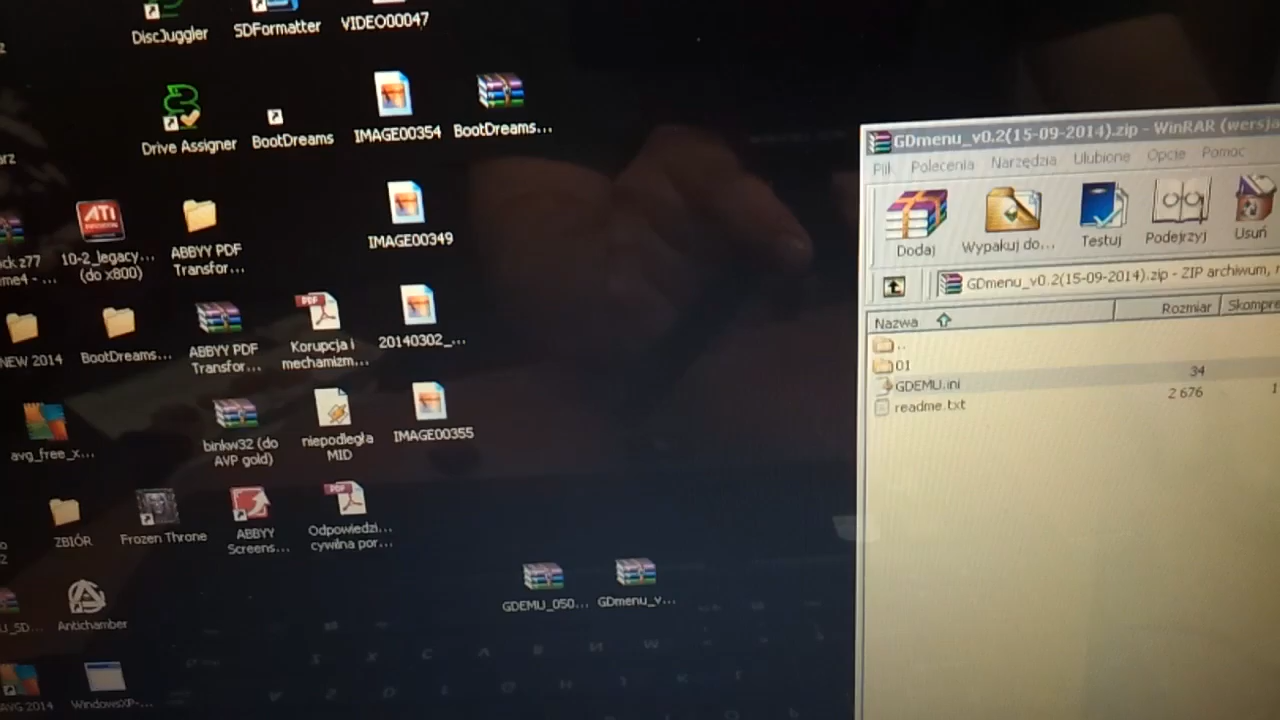 DiscJuggler
SDFormatter
VIDEO00047
Drive Assigner
BootDreams
IMAGE00354
BootDreams...
10-2_legacy...
(do x800)
ABBYY PDF
Transfor...
IMAGE00349
NEW 2014
BootDreams...
ABBYY PDF
Transfor...
Korupcja i
mechanizm...
20140302_...
avg_free_x...
binkw32 (do
AVP gold)
niepodległa
MID
IMAGE00355
ZBIÓR
Frozen Throne
ABBYY
Screens...
Odpowiedzi...
cywilna por...
GDEMU_050...
GDmenu_v...
Antichamber
AVG 2014
WindowsXP-...
GDmenu_v0.2(15-09-2014).zip - WinRAR (wersja
Plik Polecenia Narzędzia Ulubione Opcje Pomoc
Dodaj
Wypakuj do...
Testuj
Podejrzyj
Usuń
GDmenu_v0.2(15-09-2014).zip - ZIP archiwum, r
Nazwa Rozmiar Skompre
..
01
GDEMU.ini 34
readme.txt 2 676